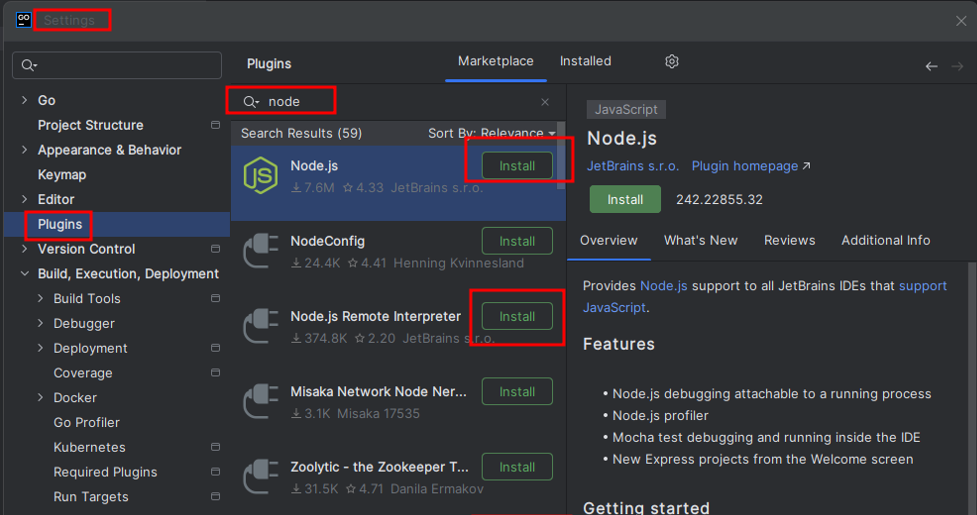 GO
Settings
Go
Project Structure
Appearance & Behavior
Keymap
Editor
Plugins
Version Control
Build, Execution, Deployment
Build Tools
Debugger
Deployment
Coverage
Docker
Go Profiler
Kubernetes
Required Plugins
Run Targets
Plugins
Marketplace
Installed
node
Search Results (59)
Sort By: Relevance
JS
Node.js
Install
7.6M 4.33 JetBrains s.r.o.
NodeConfig
Install
24.4K 4.41 Henning Kvinnesland
Node.js Remote Interpreter
Install
374.8K 2.20 JetBrains s.r.o.
Misaka Network Node Ner...
Install
3.1K Misaka 17535
Zoolytic - the Zookeeper T...
Install
31.5K 4.71 Danila Ermakov
JavaScript
Node.js
JetBrains s.r.o. Plugin homepage ↗
Install 242.22855.32
Overview What's New Reviews Additional Info
Provides Node.js support to all JetBrains IDEs that support
JavaScript.
Features
• Node.js debugging attachable to a running process
• Node.js profiler
• Mocha test debugging and running inside the IDE
• New Express projects from the Welcome screen
Getting started